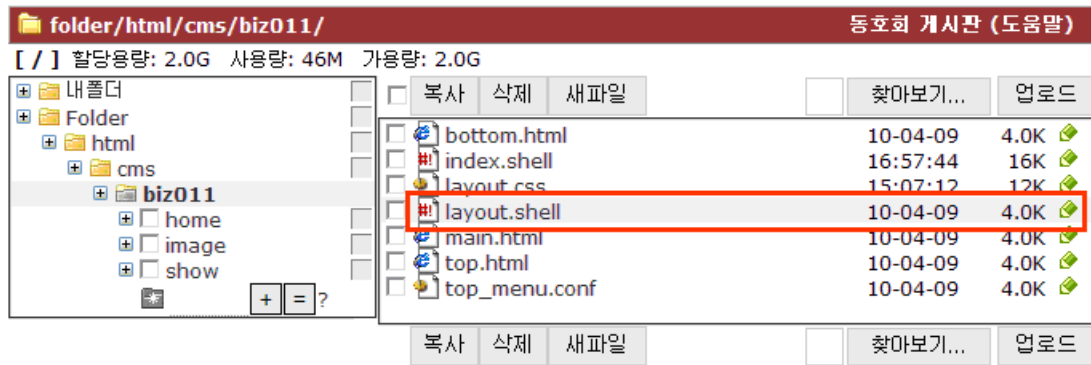 folder/html/cms/biz011/ 동호회 게시판 (도움말)
[ / ] 할당용량: 2.0G 사용량: 46M 가용량: 2.0G
내폴더
Folder
html
cms
biz011
home
image
show
+ = ?
복사 삭제 새파일 찾아보기... 업로드
bottom.html 10-04-09 4.0K
index.shell 16:57:44 16K
layout.css 15:07:12 12K
layout.shell 10-04-09 4.0K
main.html 10-04-09 4.0K
top.html 10-04-09 4.0K
top_menu.conf 10-04-09 4.0K
복사 삭제 새파일 찾아보기... 업로드